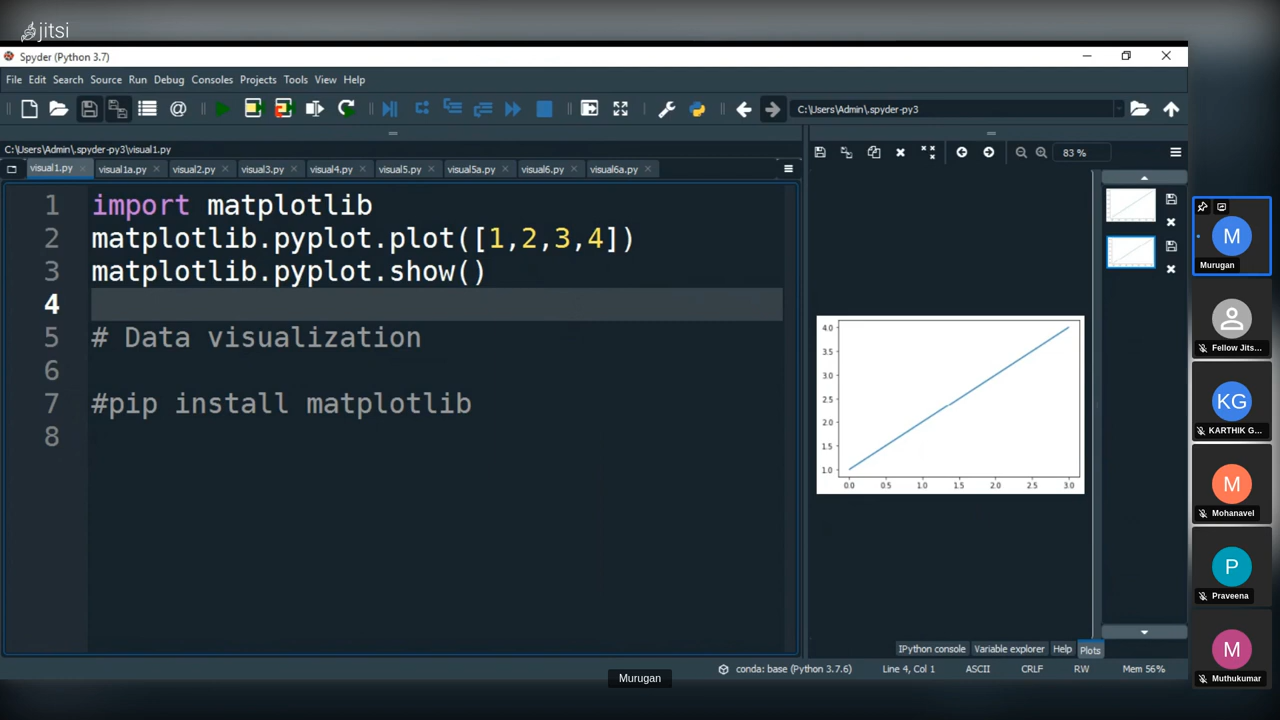 jitsi
Spyder (Python 3.7)
File Edit Search Source Run Debug Consoles Projects Tools View Help
C:\Users\Admin\.spyder-py3
C:\Users\Admin\.spyder-py3\visual1.py
83 %
visual1.py visual1a.py visual2.py visual3.py visual4.py visual5.py visual5a.py visual6.py visual6a.py
1 import matplotlib
2 matplotlib.pyplot.plot([1,2,3,4])
3 matplotlib.pyplot.show()
4
5 # Data visualization
6
7 #pip install matplotlib
8
4.0
3.5
3.0
2.5
2.0
1.5
1.0
0.0 0.5 1.0 1.5 2.0 2.5 3.0
IPython console Variable explorer Help Plots
conda: base (Python 3.7.6) Line 4, Col 1 ASCII CRLF RW Mem 56%
Murugan
M
Murugan
Fellow Jits...
KG
KARTHIK G...
M
Mohanavel
P
Praveena
M
Muthukumar